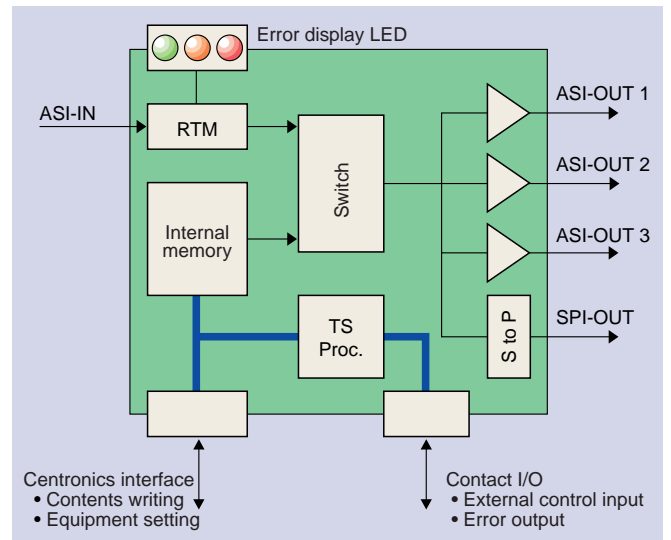 Error display LED
ASI-IN
RTM
Switch
Internal
memory
TS
Proc.
S to P
ASI-OUT 1
ASI-OUT 2
ASI-OUT 3
SPI-OUT
Centronics interface
• Contents writing
• Equipment setting
Contact I/O
• External control input
• Error output